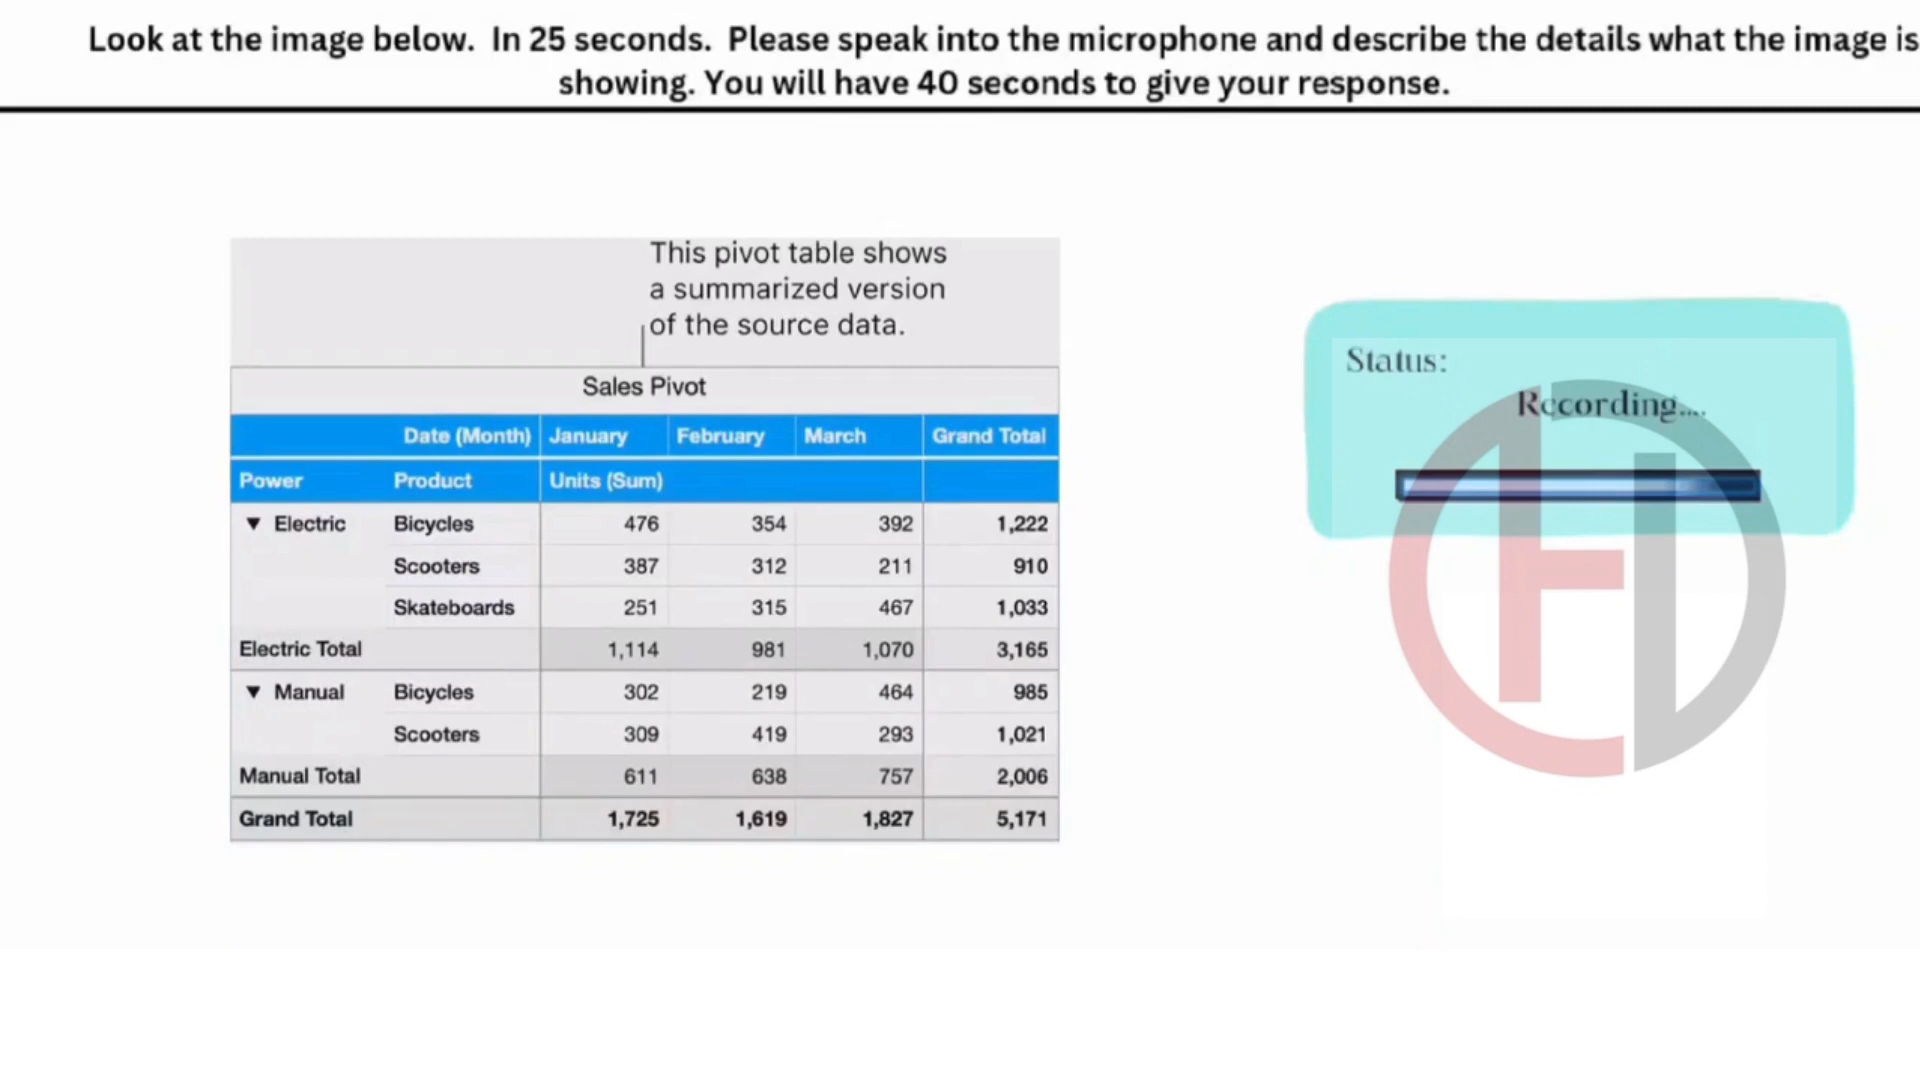 Look at the image below. In 25 seconds. Please speak into the microphone and describe the details what the image is
showing. You will have 40 seconds to give your response.
This pivot table shows
a summarized version
of the source data.
Sales Pivot
Date (Month) January February March Grand Total
Power Product Units (Sum)
▼ Electric Bicycles 476 354 392 1,222
Scooters 387 312 211 910
Skateboards 251 315 467 1,033
Electric Total 1,114 981 1,070 3,165
▼ Manual Bicycles 302 219 464 985
Scooters 309 419 293 1,021
Manual Total 611 638 757 2,006
Grand Total 1,725 1,619 1,827 5,171
Status:
Recording....